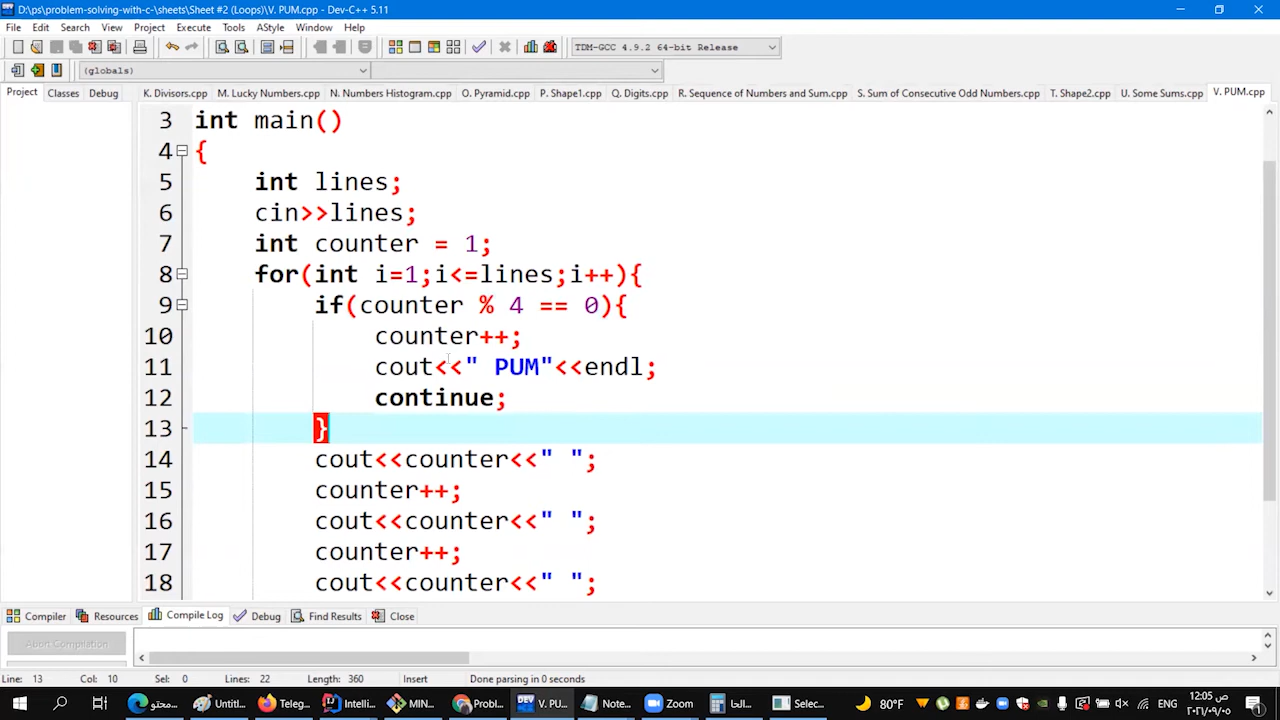 D:\ps\problem-solving-with-c-\sheets\Sheet #2 (Loops)\V. PUM.cpp - Dev-C++ 5.11
File Edit Search View Project Execute Tools AStyle Window Help
TDM-GCC 4.9.2 64-bit Release
(globals)
Project Classes Debug K. Divisors.cpp M. Lucky Numbers.cpp N. Numbers Histogram.cpp O. Pyramid.cpp P. Shape1.cpp Q. Digits.cpp R. Sequence of Numbers and Sum.cpp S. Sum of Consecutive Odd Numbers.cpp T. Shape2.cpp U. Some Sums.cpp V. PUM.cpp
3 int main()
4 {
5 int lines;
6 cin>>lines;
7 int counter = 1;
8 for(int i=1;i<=lines;i++){
9 if(counter % 4 == 0){
10 counter++;
11 cout<<" PUM"<<endl;
12 continue;
13 }
14 cout<<counter<<" ";
15 counter++;
16 cout<<counter<<" ";
17 counter++;
18 cout<<counter<<" ";
Compiler Resources Compile Log Debug Find Results Close
Abort Compilation
Line: 13 Col: 10 Sel: 0 Lines: 22 Length: 360 Insert Done parsing in 0 seconds
محتو... Untitl... Teleg... Intelli... MIN... Probl... V. PU... Note... Zoom الحا... Selec... 80°F 12:05 ص